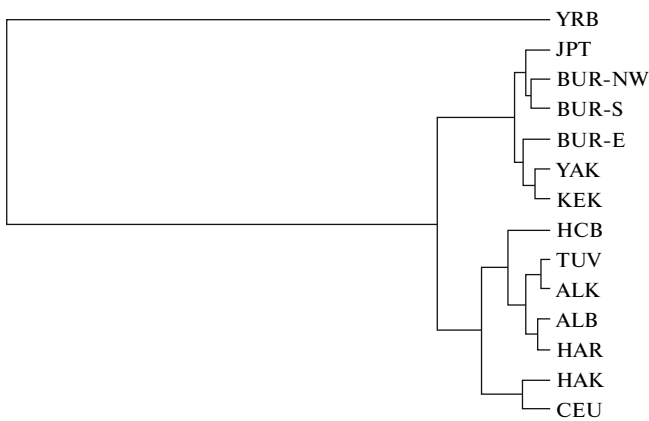 YRB
JPT
BUR-NW
BUR-S
BUR-E
YAK
KEK
HCB
TUV
ALK
ALB
HAR
HAK
CEU